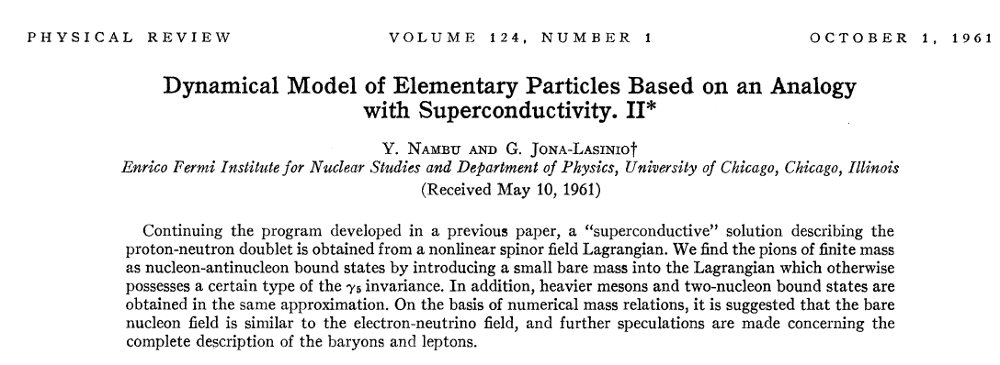 PHYSICAL REVIEW VOLUME 124, NUMBER 1 OCTOBER 1, 1961
Dynamical Model of Elementary Particles Based on an Analogy
with Superconductivity. II*
Y. NAMBU AND G. JONA-LASINIO†
Enrico Fermi Institute for Nuclear Studies and Department of Physics, University of Chicago, Chicago, Illinois
(Received May 10, 1961)
Continuing the program developed in a previous paper, a “superconductive” solution describing the
proton-neutron doublet is obtained from a nonlinear spinor field Lagrangian. We find the pions of finite mass
as nucleon-antinucleon bound states by introducing a small bare mass into the Lagrangian which otherwise
possesses a certain type of the γ₅ invariance. In addition, heavier mesons and two-nucleon bound states are
obtained in the same approximation. On the basis of numerical mass relations, it is suggested that the bare
nucleon field is similar to the electron-neutrino field, and further speculations are made concerning the
complete description of the baryons and leptons.